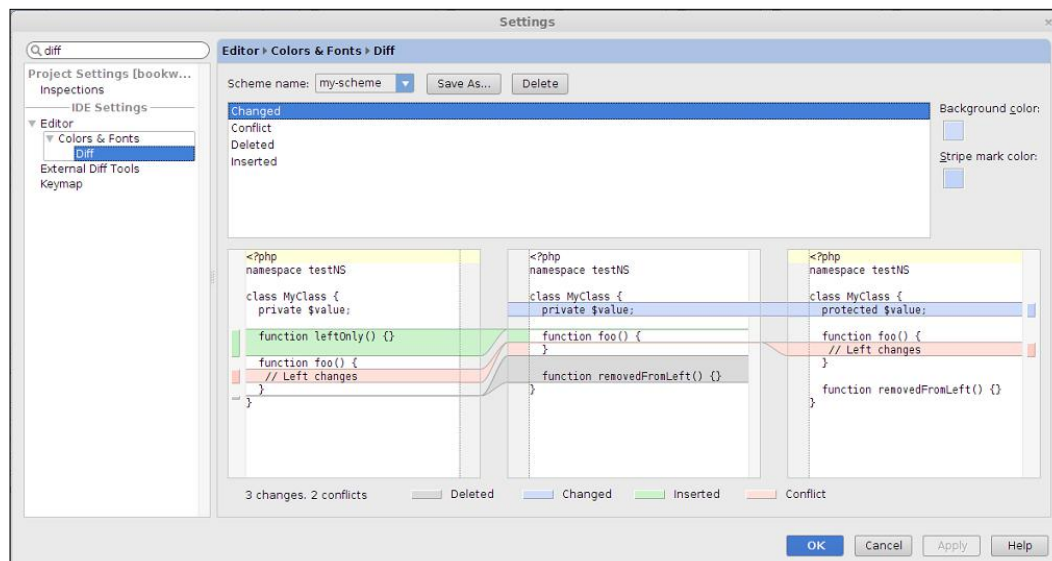 Settings
diff
Project Settings [bookw...
Inspections
IDE Settings
Editor
Colors & Fonts
Diff
External Diff Tools
Keymap
Editor › Colors & Fonts › Diff
Scheme name: my-scheme Save As... Delete
Changed
Conflict
Deleted
Inserted
Background color:
Stripe mark color:
<?php
namespace testNS
class MyClass {
private $value;
function leftOnly() {}
function foo() {
// Left changes
}
}
<?php
namespace testNS
class MyClass {
private $value;
function foo() {
}
function removedFromLeft() {}
}
<?php
namespace testNS
class MyClass {
protected $value;
function foo() {
// Left changes
}
function removedFromLeft() {}
}
3 changes. 2 conflicts Deleted Changed Inserted Conflict
OK Cancel Apply Help